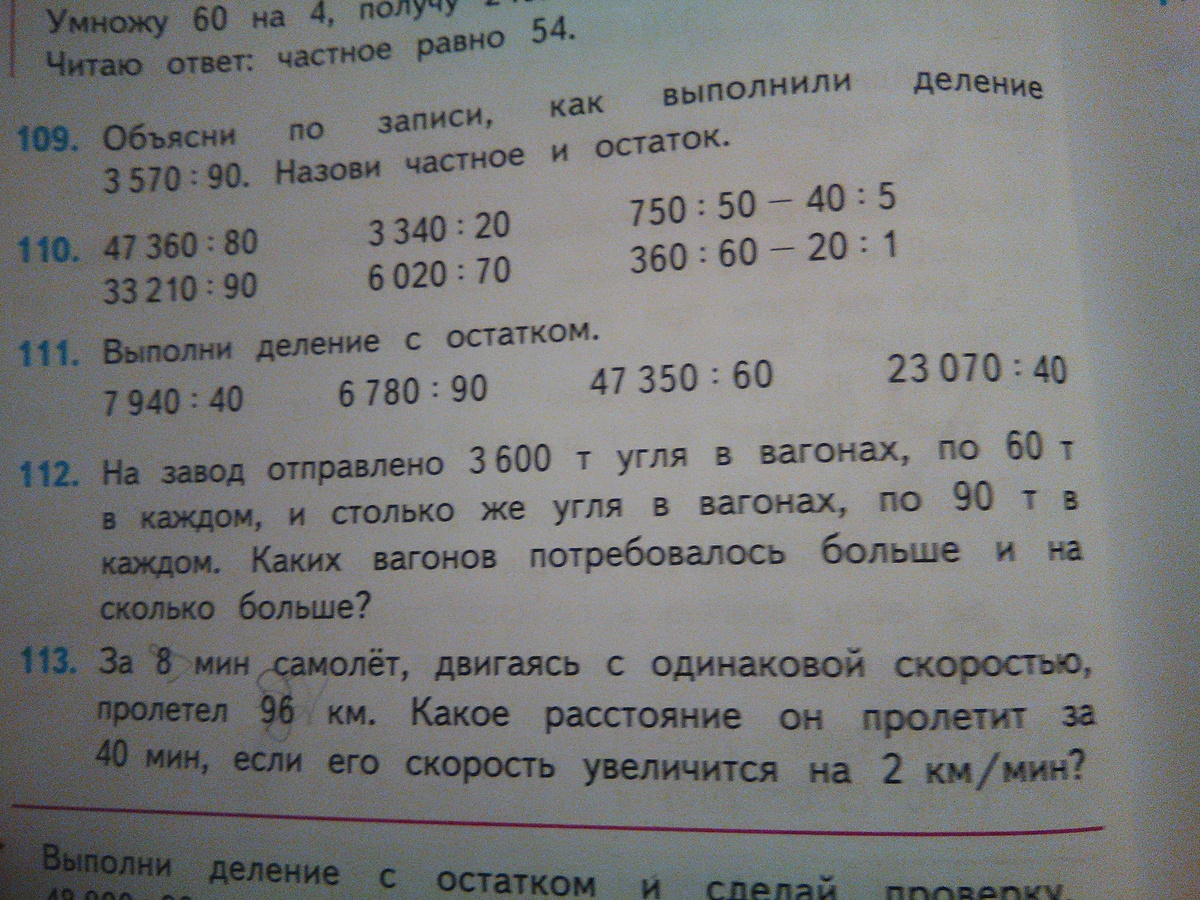 Умножу 60 на 4, получу
Читаю ответ: частное равно 54.
109. Объясни по записи, как выполнили деление
3 570 : 90. Назови частное и остаток.
110. 47 360 : 80 3 340 : 20 750 : 50 − 40 : 5
33 210 : 90 6 020 : 70 360 : 60 − 20 : 1
111. Выполни деление с остатком.
7 940 : 40 6 780 : 90 47 350 : 60 23 070 : 40
112. На завод отправлено 3 600 т угля в вагонах, по 60 т
в каждом, и столько же угля в вагонах, по 90 т в
каждом. Каких вагонов потребовалось больше и на
сколько больше?
113. За 8 мин самолёт, двигаясь с одинаковой скоростью,
пролетел 96 км. Какое расстояние он пролетит за
40 мин, если его скорость увеличится на 2 км/мин?
Выполни деление с остатком и сделай проверку.